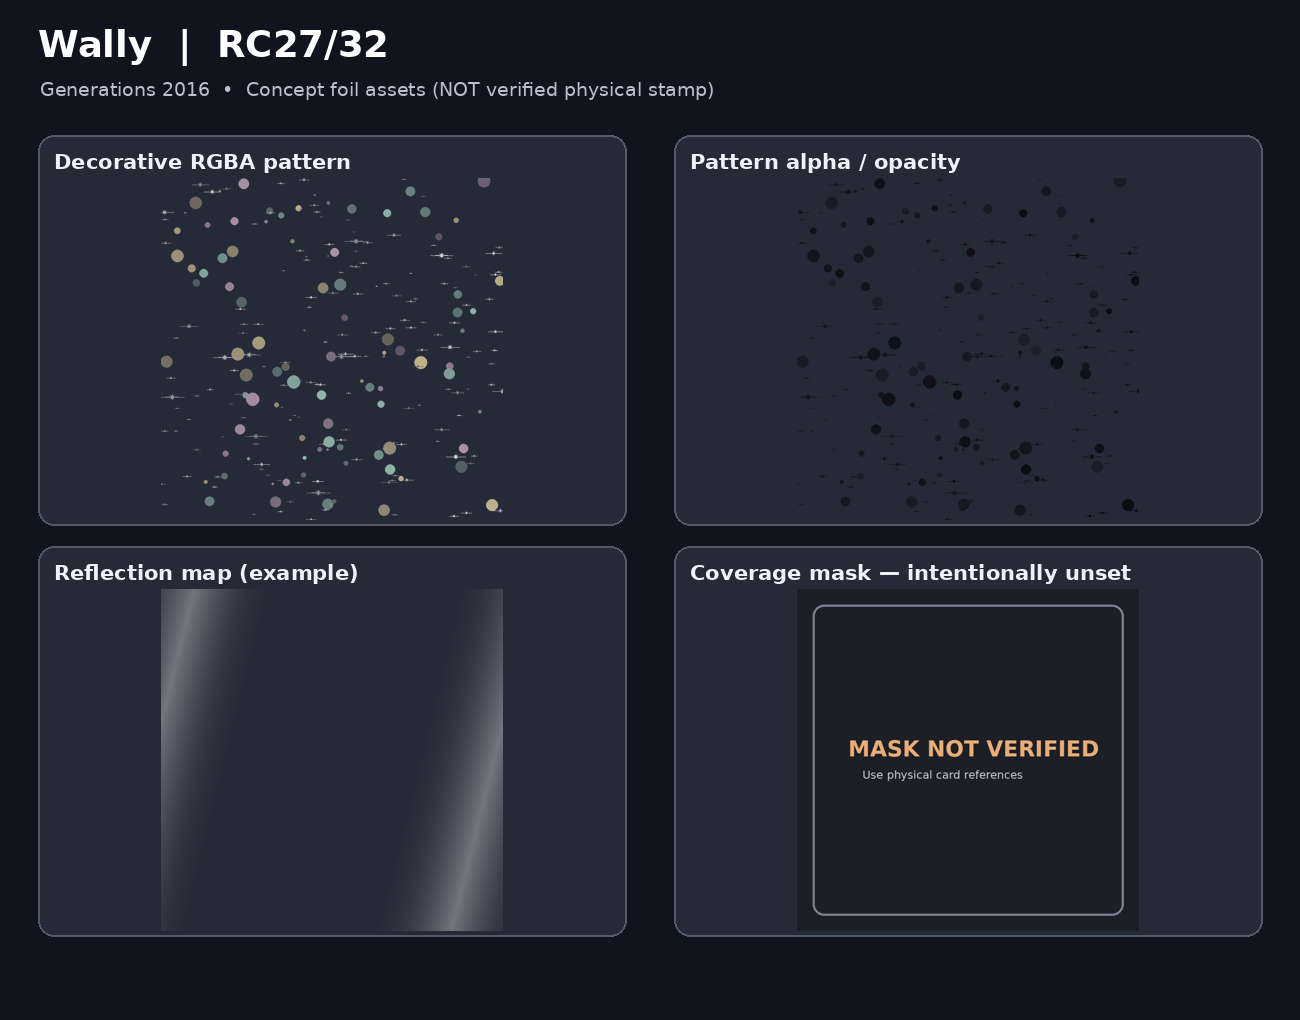 Wally | RC27/32
Generations 2016 • Concept foil assets (NOT verified physical stamp)
Decorative RGBA pattern
Pattern alpha / opacity
Reflection map (example)
Coverage mask — intentionally unset
MASK NOT VERIFIED
Use physical card references